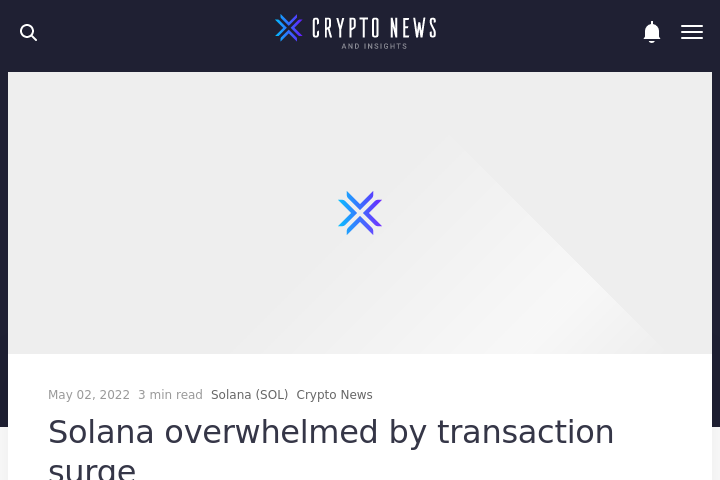 CRYPTO NEWS
AND INSIGHTS
May 02, 2022 3 min read Solana (SOL) Crypto News
Solana overwhelmed by transaction
surge